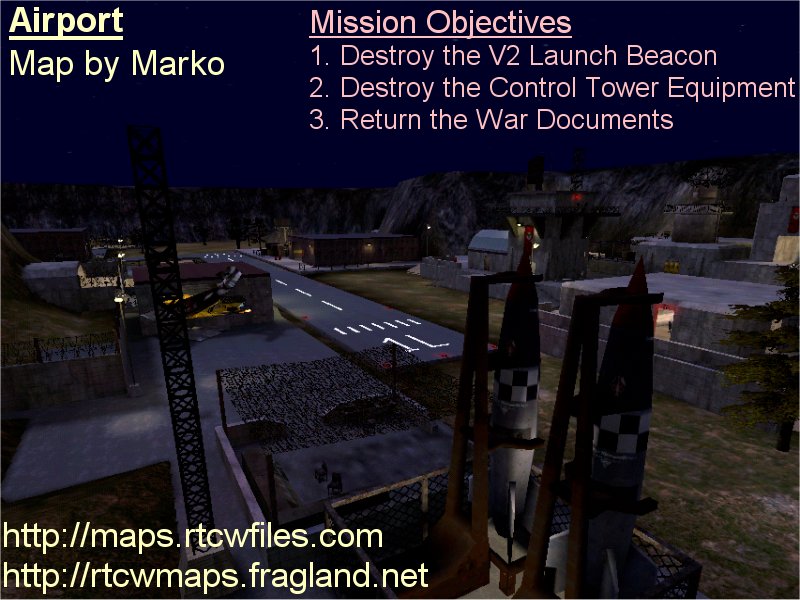 Airport
Map by Marko
Mission Objectives
1. Destroy the V2 Launch Beacon
2. Destroy the Control Tower Equipment
3. Return the War Documents
http://maps.rtcwfiles.com
http://rtcwmaps.fragland.net